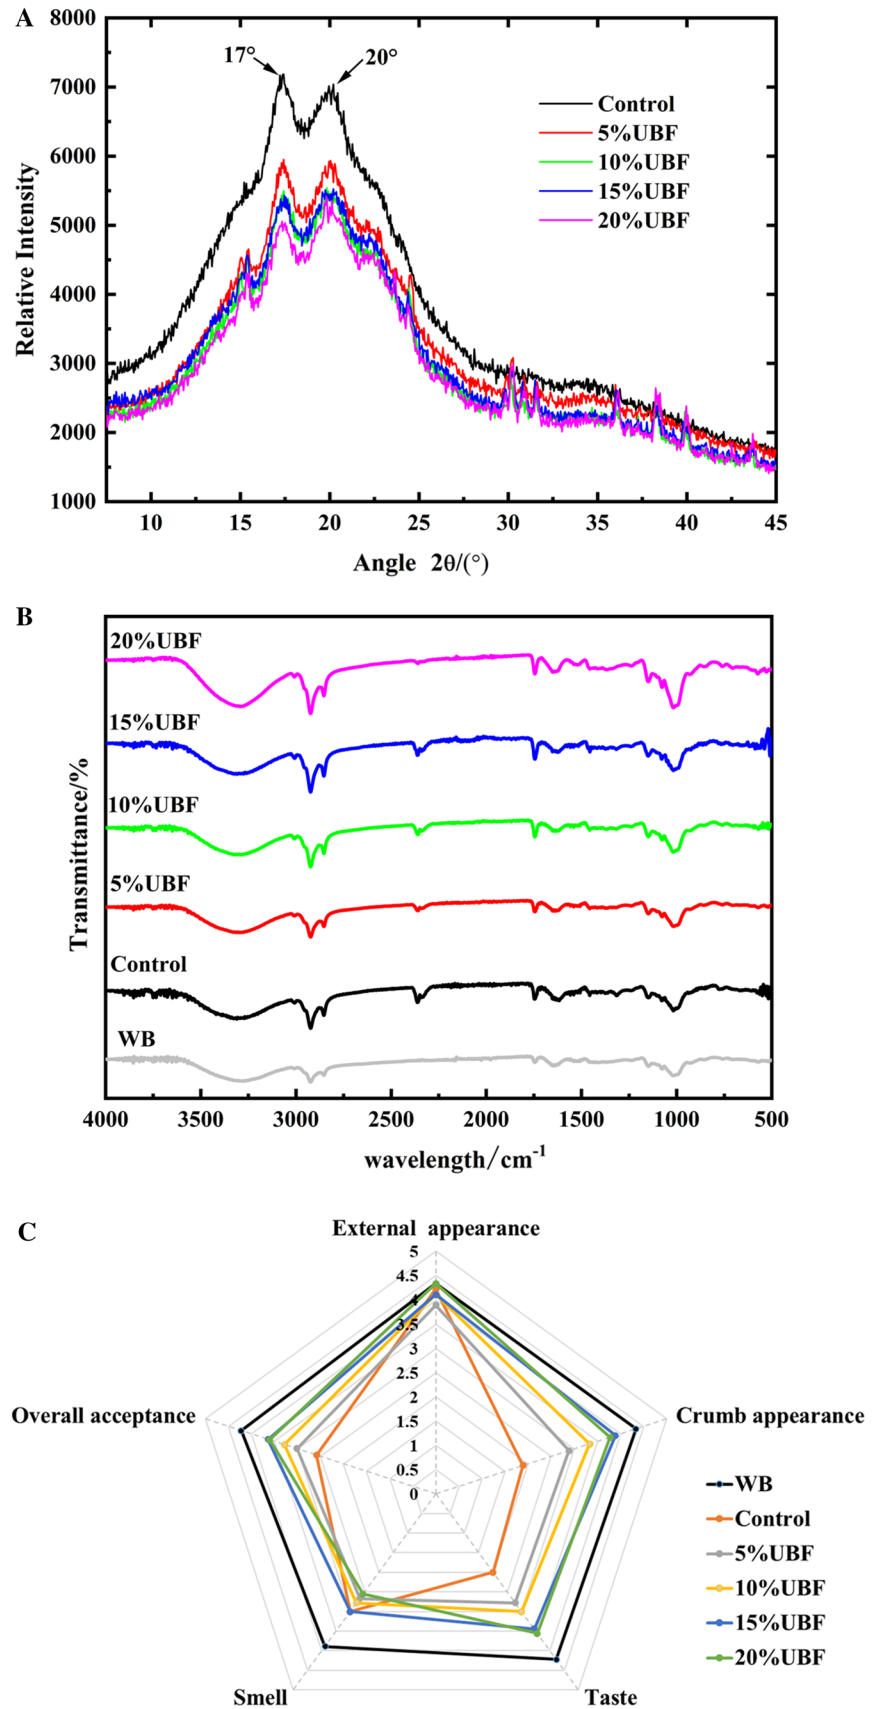 A
8000
7000
6000
5000
4000
3000
2000
1000
Relative Intensity
17°
20°
Control
5%UBF
10%UBF
15%UBF
20%UBF
10 15 20 25 30 35 40 45
Angle 2θ/(°)
B
20%UBF
15%UBF
10%UBF
5%UBF
Control
WB
Transmittance/%
4000 3500 3000 2500 2000 1500 1000 500
wavelength/cm-1
C
External appearance
5
4.5
4
3.5
3
2.5
2
1.5
1
0.5
0
Overall acceptance
Crumb appearance
Smell
Taste
WB
Control
5%UBF
10%UBF
15%UBF
20%UBF